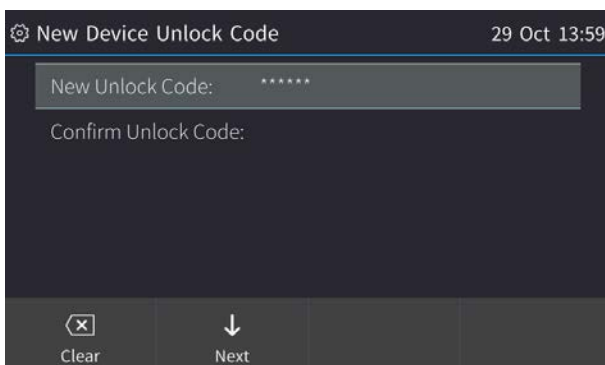 New Device Unlock Code 29 Oct 13:59
New Unlock Code: ******
Confirm Unlock Code:
Clear Next